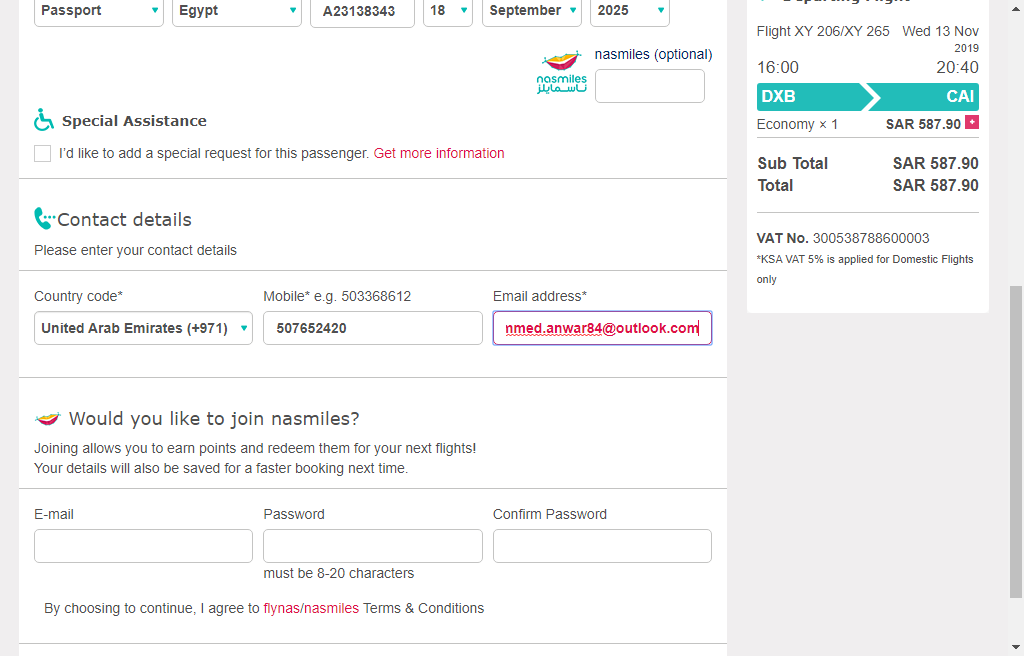 Passport Egypt A23138343 18 September 2025
nasmiles (optional)
nasmiles
ناسمايلز
Special Assistance
I'd like to add a special request for this passenger. Get more information
Contact details
Please enter your contact details
Country code* Mobile* e.g. 503368612 Email address*
United Arab Emirates (+971) 507652420 nmed.anwar84@outlook.com
Would you like to join nasmiles?
Joining allows you to earn points and redeem them for your next flights!
Your details will also be saved for a faster booking next time.
E-mail Password Confirm Password
must be 8-20 characters
By choosing to continue, I agree to flynas/nasmiles Terms & Conditions
Departing Flight
Flight XY 206/XY 265 Wed 13 Nov
2019
16:00 20:40
DXB CAI
Economy × 1 SAR 587.90 +
Sub Total SAR 587.90
Total SAR 587.90
VAT No. 300538788600003
*KSA VAT 5% is applied for Domestic Flights
only